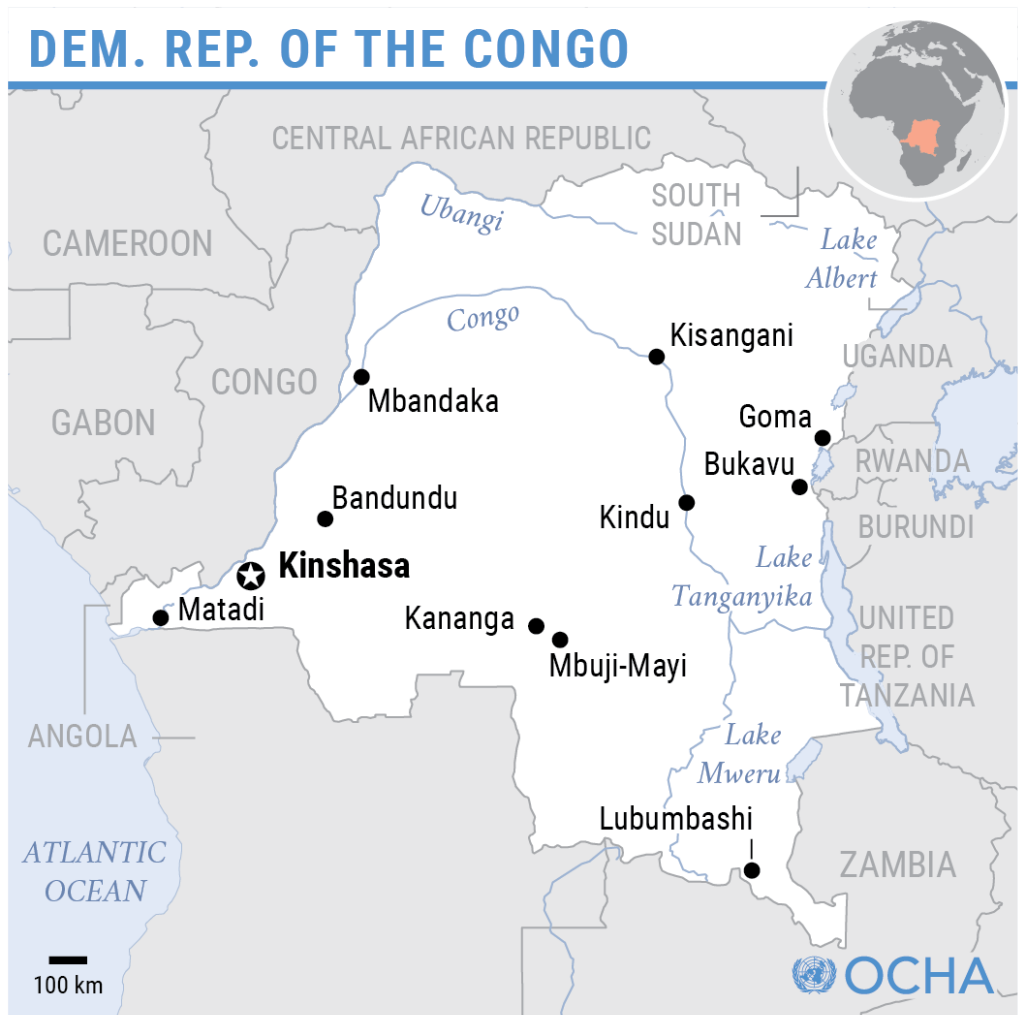 DEM. REP. OF THE CONGO
CENTRAL AFRICAN REPUBLIC
SOUTH
SUDAN
Ubangi
CAMEROON
Lake
Albert
Congo
Kisangani
UGANDA
CONGO
Mbandaka
GABON
Goma
Bukavu
RWANDA
Bandundu
Kindu
BURUNDI
Kinshasa
Lake
Tanganyika
Matadi
Kananga
UNITED
REP. OF
TANZANIA
Mbuji-Mayi
ANGOLA
Lake
Mweru
Lubumbashi
ATLANTIC
OCEAN
ZAMBIA
100 km
OCHA